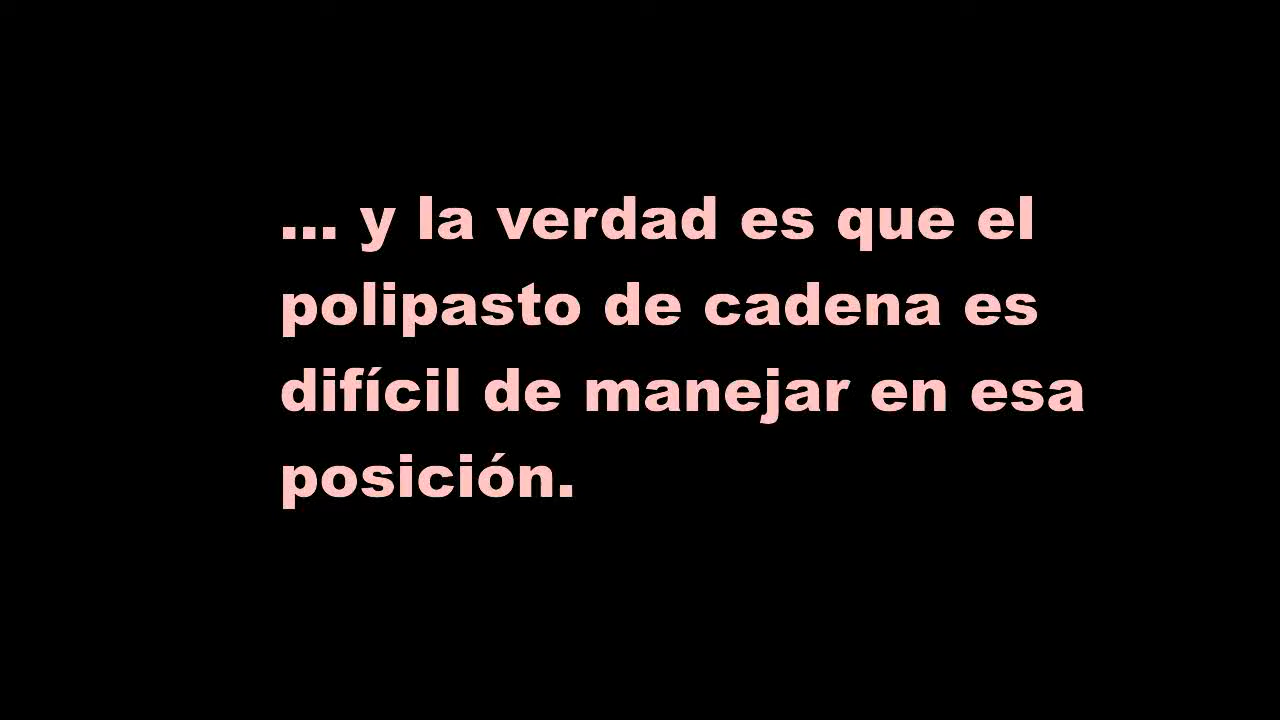 ... y la verdad es que el
polipasto de cadena es
difícil de manejar en esa
posición.